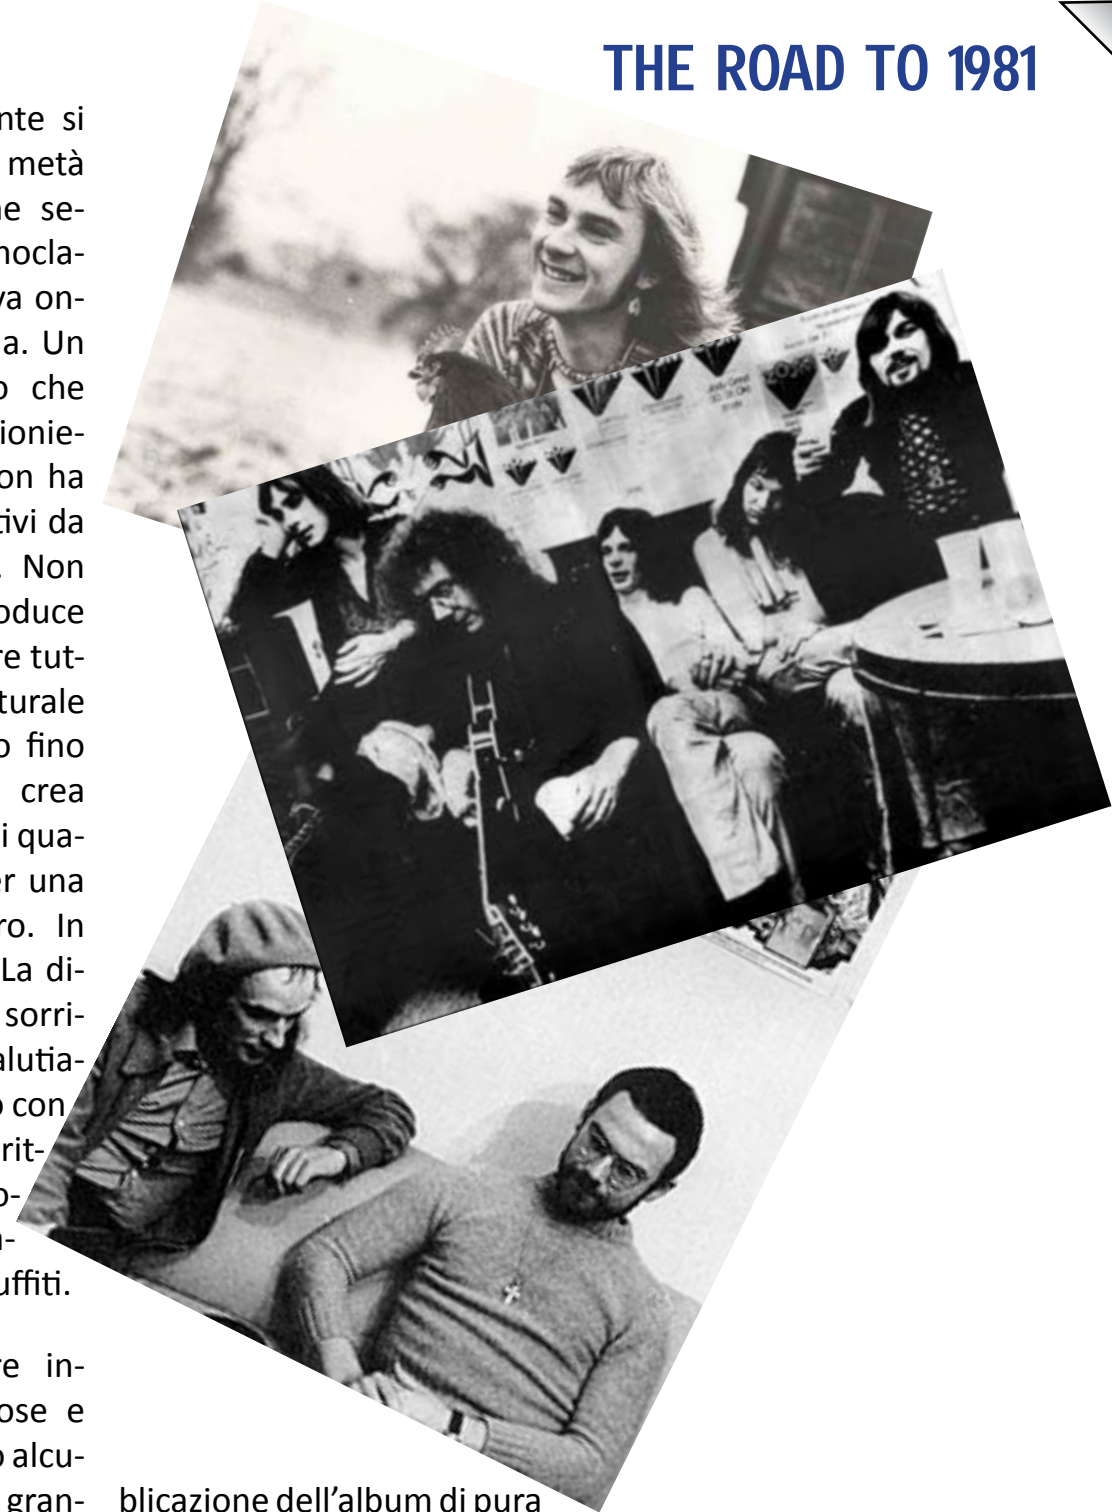 THE ROAD TO 1981
nte si
metà
ne se-
nocla-
va on-
a. Un
o che
ionie-
on ha
tivi da
. Non
oduce
re tut-
turale
o fino
crea
i qua-
er una
ro. In
La di-
sorri-
alutia-
o con
rit-
o-
n-
uffiti.
re in-
ose e
o alcu-
gran-
blicazione dell'album di pura